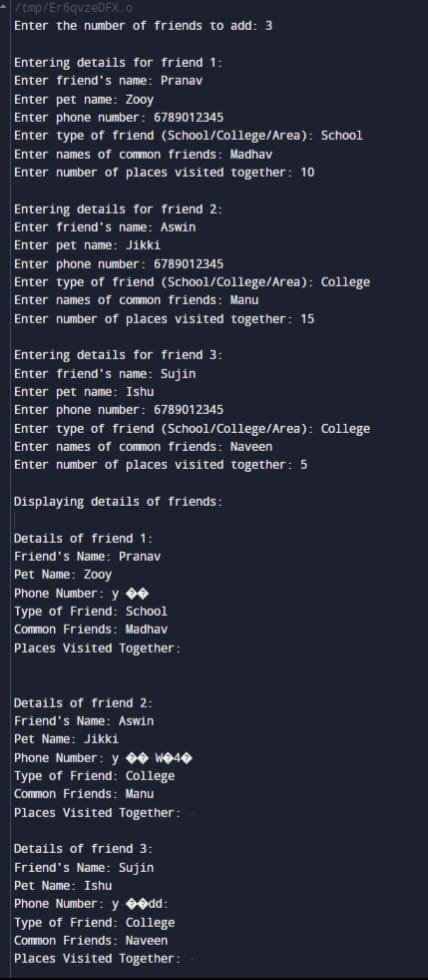 /tmp/Er6qvzeDFX.o
Enter the number of friends to add: 3
Entering details for friend 1:
Enter friend's name: Pranav
Enter pet name: Zooy
Enter phone number: 6789012345
Enter type of friend (School/College/Area): School
Enter names of common friends: Madhav
Enter number of places visited together: 10
Entering details for friend 2:
Enter friend's name: Aswin
Enter pet name: Jikki
Enter phone number: 6789012345
Enter type of friend (School/College/Area): College
Enter names of common friends: Manu
Enter number of places visited together: 15
Entering details for friend 3:
Enter friend's name: Sujin
Enter pet name: Ishu
Enter phone number: 6789012345
Enter type of friend (School/College/Area): College
Enter names of common friends: Naveen
Enter number of places visited together: 5
Displaying details of friends:
Details of friend 1:
Friend's Name: Pranav
Pet Name: Zooy
Phone Number: y ��
Type of Friend: School
Common Friends: Madhav
Places Visited Together:
Details of friend 2:
Friend's Name: Aswin
Pet Name: Jikki
Phone Number: y �� W�4�
Type of Friend: College
Common Friends: Manu
Places Visited Together:
Details of friend 3:
Friend's Name: Sujin
Pet Name: Ishu
Phone Number: y ��dd:
Type of Friend: College
Common Friends: Naveen
Places Visited Together: